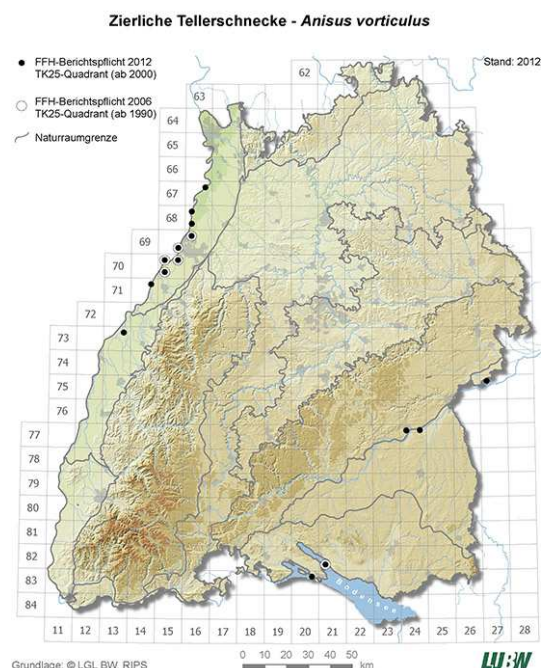 Zierliche Tellerschnecke - Anisus vorticulus
FFH-Berichtspflicht 2012
TK25-Quadrant (ab 2000)
FFH-Berichtspflicht 2006
TK25-Quadrant (ab 1990)
Naturraumgrenze
Stand: 2012
62
63
64
65
66
67
68
69
70
71
72
73
74
75
76
77
78
79
80
81
82
83
84
Bodensee
11 12 13 14 15 16 17 18 19 20 21 22 23 24 25 26 27 28
0 10 20 30 40 50
km
Grundlage: © LGL BW, RIPS
LUBW